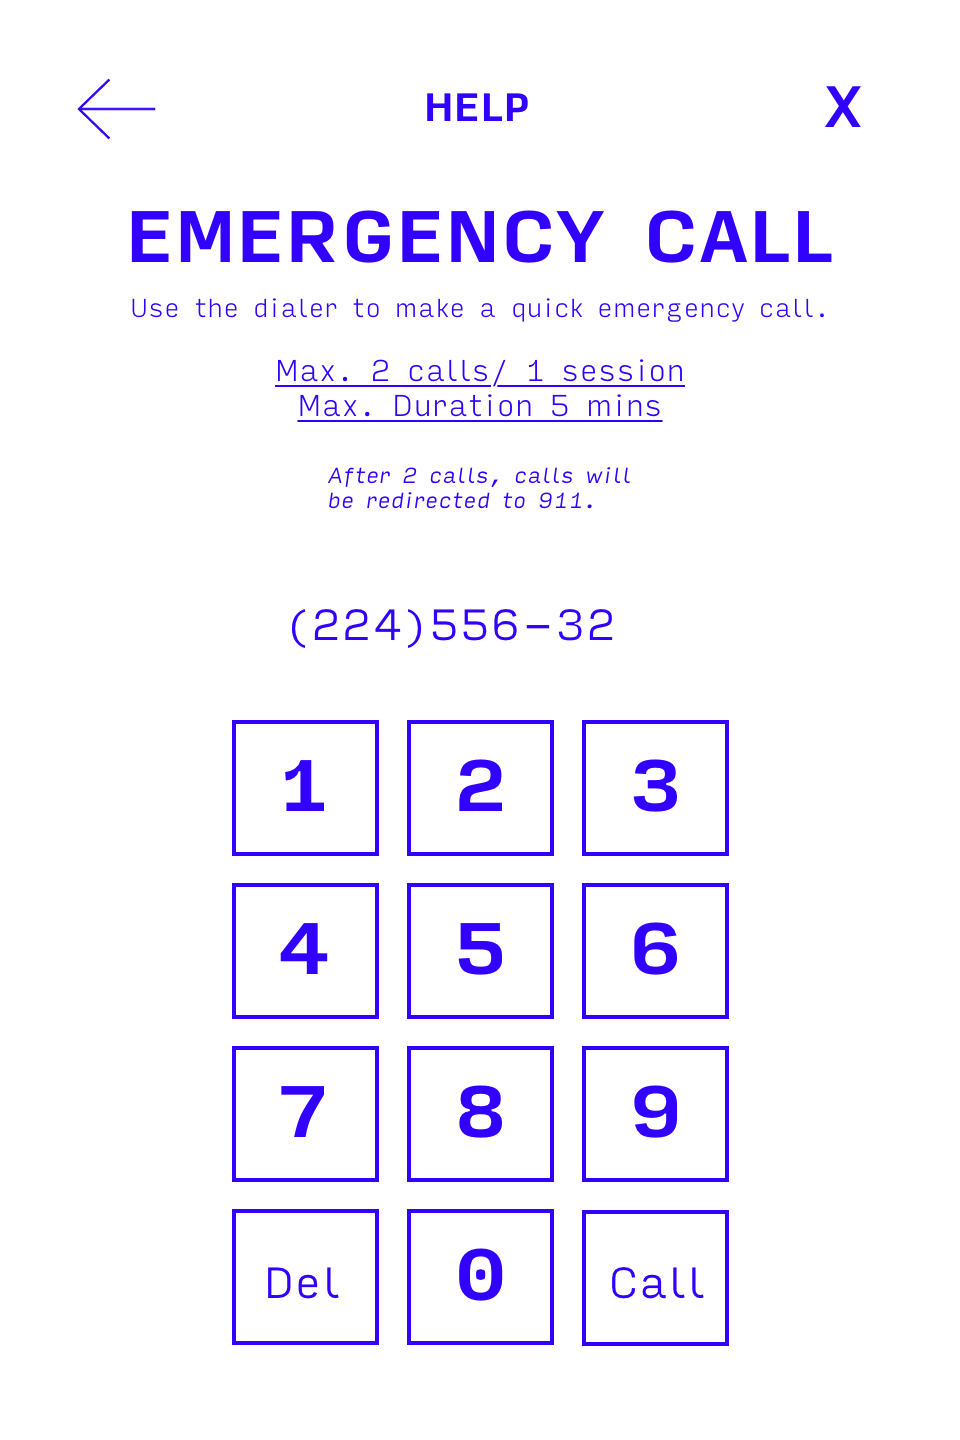 HELP
X
EMERGENCY CALL
Use the dialer to make a quick emergency call.
Max. 2 calls/ 1 session
Max. Duration 5 mins
After 2 calls, calls will
be redirected to 911.
(224)556-32
1 2 3
4 5 6
7 8 9
Del 0 Call